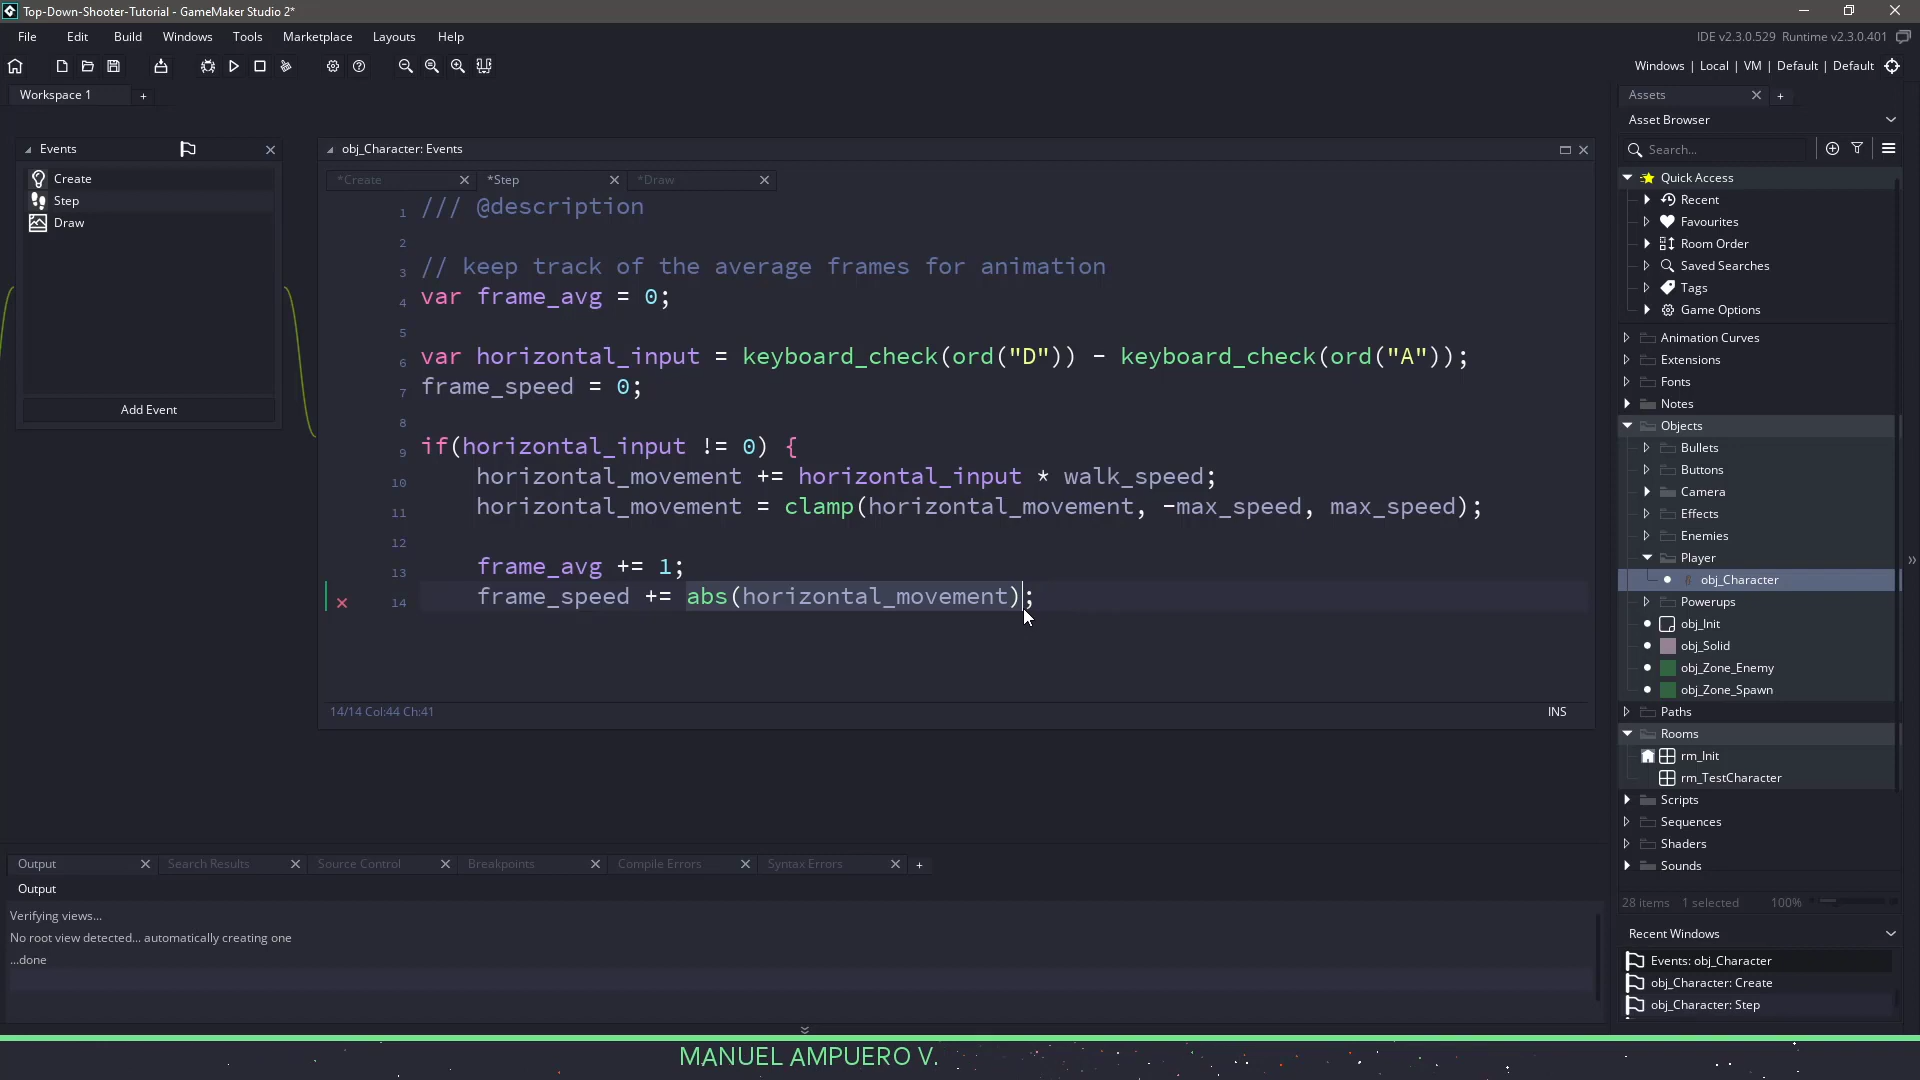 Top-Down-Shooter-Tutorial - GameMaker Studio 2*
File Edit Build Windows Tools Marketplace Layouts Help
IDE v2.3.0.529 Runtime v2.3.0.401
Windows | Local | VM | Default | Default
Workspace 1 +
Events
Create
Step
Draw
Add Event
obj_Character: Events
*Create *Step *Draw
1 /// @description
2
3 // keep track of the average frames for animation
4 var frame_avg = 0;
5
6 var horizontal_input = keyboard_check(ord("D")) - keyboard_check(ord("A"));
7 frame_speed = 0;
8
9 if(horizontal_input != 0) {
10 horizontal_movement += horizontal_input * walk_speed;
11 horizontal_movement = clamp(horizontal_movement, -max_speed, max_speed);
12
13 frame_avg += 1;
14 frame_speed += abs(horizontal_movement);
14/14 Col:44 Ch:41
INS
Assets
Asset Browser
Search...
Quick Access
Recent
Favourites
Room Order
Saved Searches
Tags
Game Options
Animation Curves
Extensions
Fonts
Notes
Objects
Bullets
Buttons
Camera
Effects
Enemies
Player
obj_Character
Powerups
obj_Init
obj_Solid
obj_Zone_Enemy
obj_Zone_Spawn
Paths
Rooms
rm_Init
rm_TestCharacter
Scripts
Sequences
Shaders
Sounds
28 items 1 selected 100%
Recent Windows
Events: obj_Character
obj_Character: Create
obj_Character: Step
Output Search Results Source Control Breakpoints Compile Errors Syntax Errors +
Output
Verifying views...
No root view detected... automatically creating one
...done
MANUEL AMPUERO V.